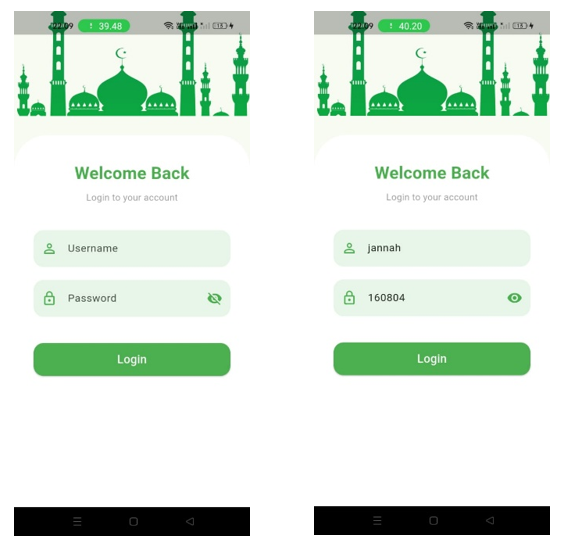 39.48
Welcome Back
Login to your account
Username
Password
Login
40.20
Welcome Back
Login to your account
jannah
160804
Login